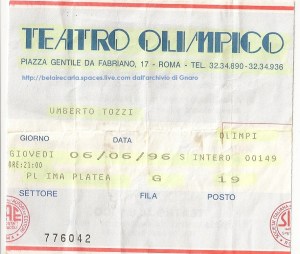 TEATRO OLIMPICO
PIAZZA GENTILE DA FABRIANO, 17 - ROMA - TEL. 32.34.890 - 32.34.936
http://belakecarla.spaces.live.com dall'archivio di Gnaro
UMBERTO TOZZI
GIORNO DATA OLIMPI
GIOVEDI 06/06/96 S INTERO 00149
ORE:21:00
PL IMA PLATEA G 19
SETTORE FILA POSTO
776042